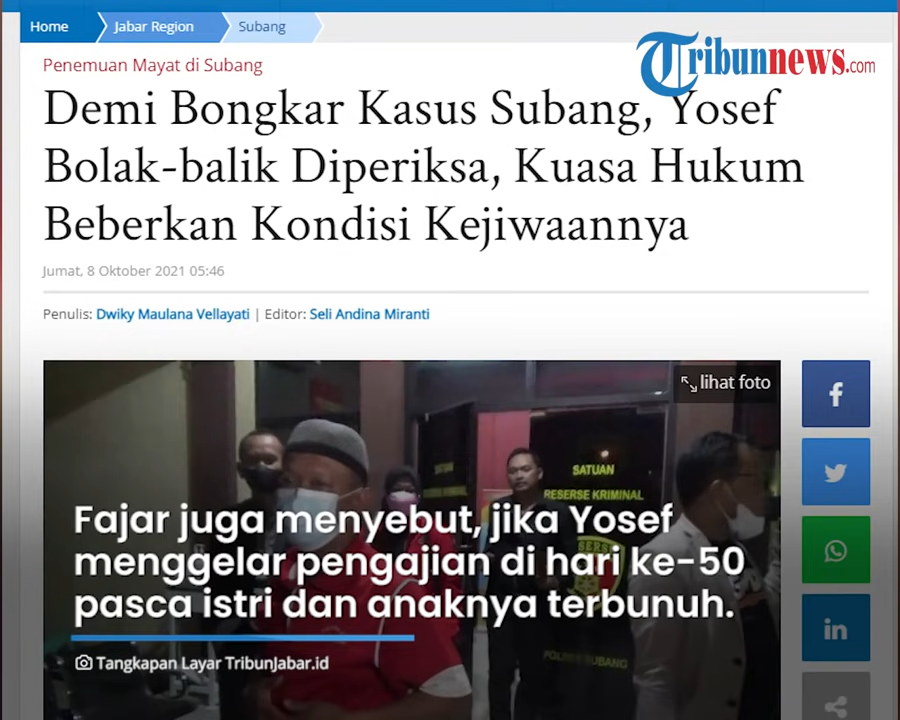 Home
Jabar Region
Subang
Penemuan Mayat di Subang
Tribunnews.com
Demi Bongkar Kasus Subang, Yosef
Bolak-balik Diperiksa, Kuasa Hukum
Beberkan Kondisi Kejiwaannya
Jumat, 8 Oktober 2021 05:46
Penulis: Dwiky Maulana Vellayati | Editor: Seli Andina Miranti
lihat foto
SATUAN
RESERSE KRIMINAL
Fajar juga menyebut, jika Yosef
menggelar pengajian di hari ke-50
pasca istri dan anaknya terbunuh.
POLRES SUBANG
Tangkapan Layar TribunJabar.id